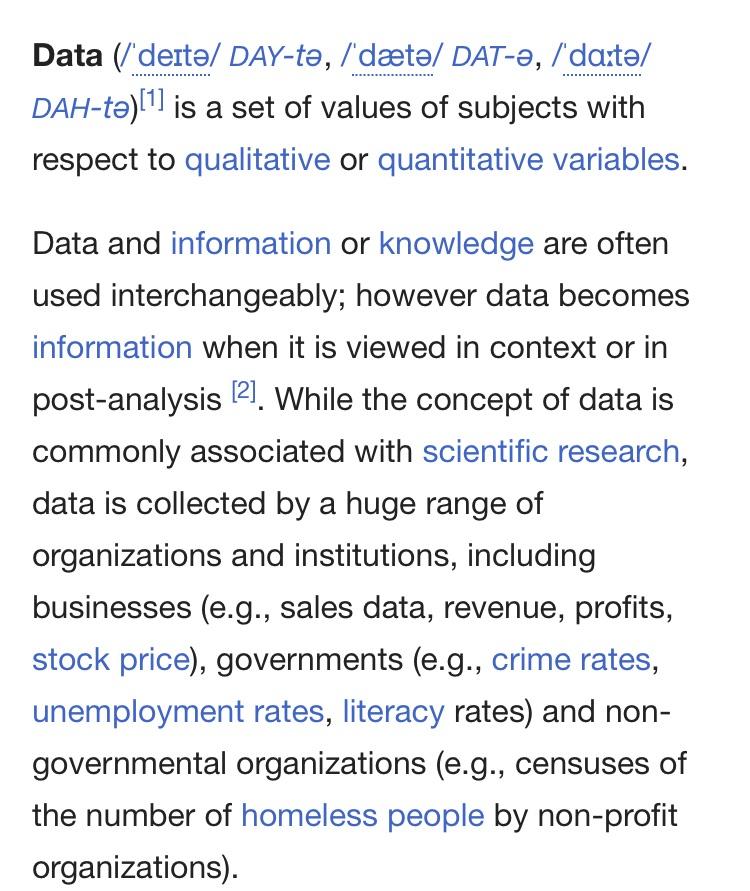 Data (/ˈdeɪtə/ DAY-tə, /ˈdætə/ DAT-ə, /ˈdɑːtə/
DAH-tə)[1] is a set of values of subjects with
respect to qualitative or quantitative variables.
Data and information or knowledge are often
used interchangeably; however data becomes
information when it is viewed in context or in
post-analysis [2]. While the concept of data is
commonly associated with scientific research,
data is collected by a huge range of
organizations and institutions, including
businesses (e.g., sales data, revenue, profits,
stock price), governments (e.g., crime rates,
unemployment rates, literacy rates) and non-
governmental organizations (e.g., censuses of
the number of homeless people by non-profit
organizations).